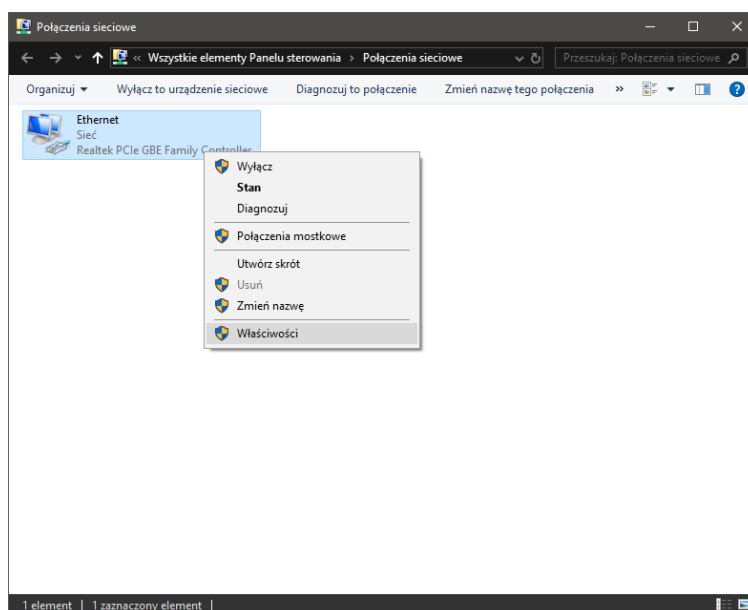 Połączenia sieciowe
« Wszystkie elementy Panelu sterowania › Połączenia sieciowe
Przeszukaj: Połączenia sieciowe
Organizuj Wyłącz to urządzenie sieciowe Diagnozuj to połączenie Zmień nazwę tego połączenia »
Ethernet
Sieć
Realtek PCIe GBE Family Controller
Wyłącz
Stan
Diagnozuj
Połączenia mostkowe
Utwórz skrót
Usuń
Zmień nazwę
Właściwości
1 element | 1 zaznaczony element |